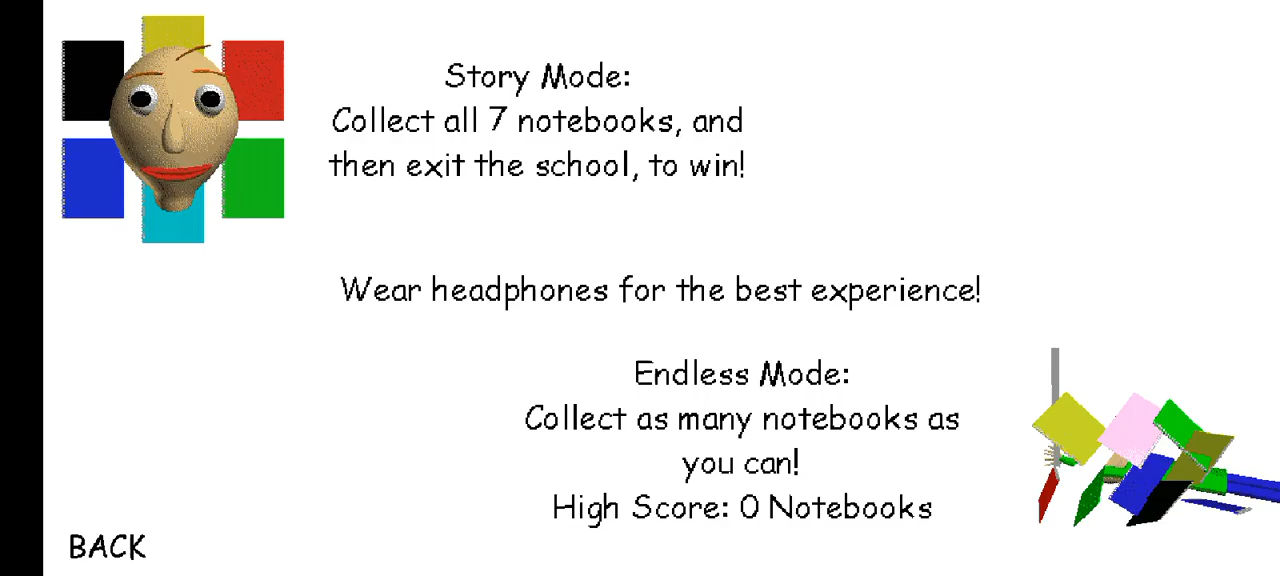 Story Mode:
Collect all 7 notebooks, and
then exit the school, to win!
Wear headphones for the best experience!
Endless Mode:
Collect as many notebooks as
you can!
High Score: 0 Notebooks
BACK